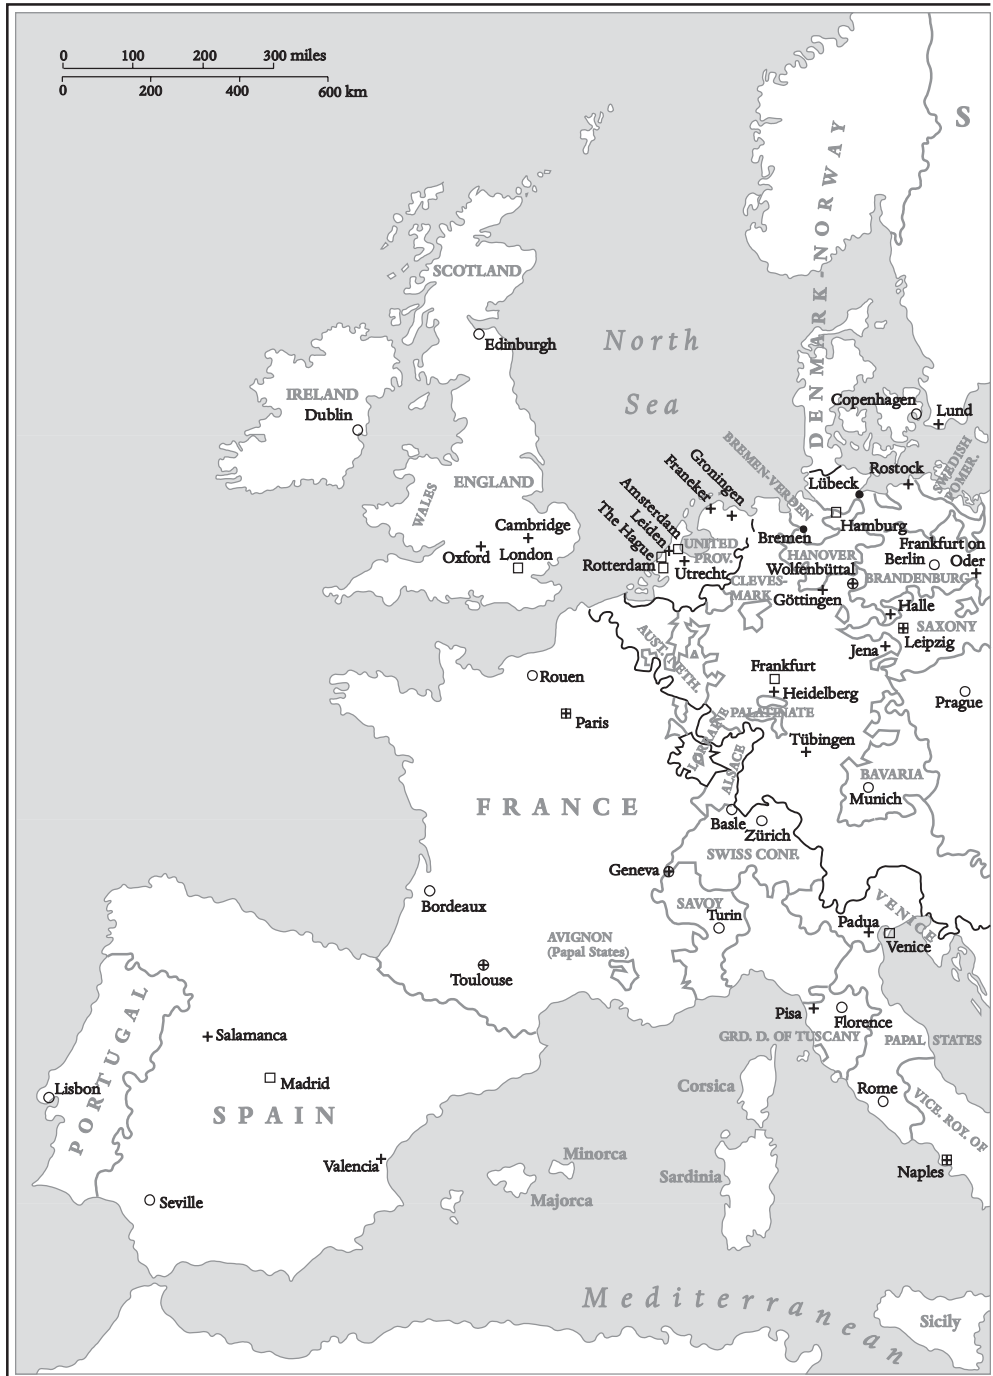 0 100 200 300 miles
0 200 400 600 km
S
DENMARK-NORWAY
SCOTLAND
North
Sea
Edinburgh
IRELAND
Dublin
Copenhagen
Lund
SWEDISH
POMER.
BREMEN-VERDEN
Rostock
Lübeck
Groningen
Franeker
ENGLAND
WALES
Amsterdam
Leiden
The Hague
Rotterdam
Utrecht
UNITED
PROV.
Cambridge
Oxford
London
Hamburg
Bremen
HANOVER
Wolfenbüttal
Frankfurt on
Oder
Berlin
BRANDENBURG
CLEVES-
MARK
Göttingen
Halle
SAXONY
Leipzig
Jena
AUST. NETH.
Frankfurt
Heidelberg
Prague
Rouen
Paris
PALATINATE
LORRAINE
ALSACE
Tübingen
BAVARIA
Munich
FRANCE
Basle
Zürich
SWISS CONF.
Geneva
SAVOY
Turin
VENICE
Padua
Venice
Bordeaux
AVIGNON
(Papal States)
Toulouse
Pisa
Florence
GRD. D. OF TUSCANY
PAPAL STATES
PORTUGAL
Salamanca
Madrid
Lisbon
SPAIN
Corsica
Rome
VICE. ROY. OF
Minorca
Majorca
Sardinia
Naples
Valencia
Seville
Mediterranean
Sicily